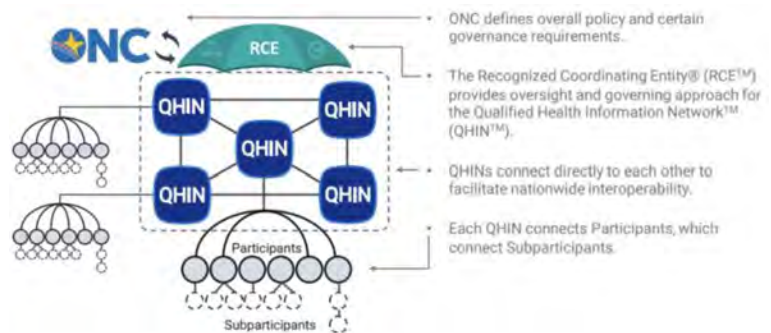 ONC
RCE
QHIN
QHIN
QHIN
QHIN
QHIN
Participants
Subparticipants
ONC defines overall policy and certain
governance requirements.
The Recognized Coordinating Entity® (RCE™)
provides oversight and governing approach for
the Qualified Health Information Network™
(QHIN™).
QHINs connect directly to each other to
facilitate nationwide interoperability.
Each QHIN connects Participants, which
connect Subparticipants.